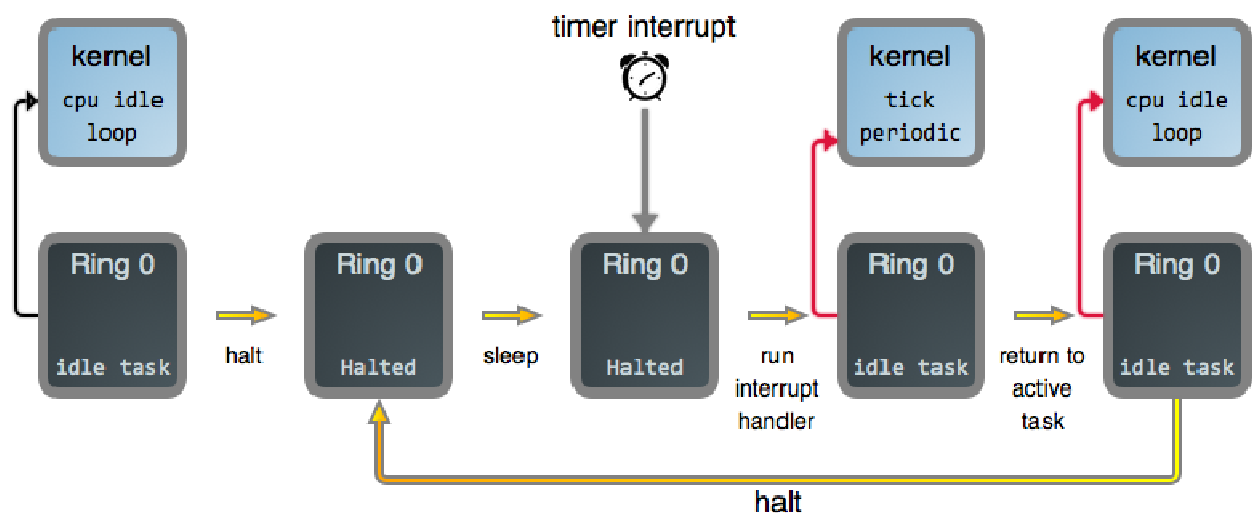 timer interrupt
kernel
cpu idle
loop
kernel
tick
periodic
kernel
cpu idle
loop
Ring 0
idle task
halt
Ring 0
Halted
sleep
Ring 0
Halted
run
interrupt
handler
Ring 0
idle task
return to
active
task
Ring 0
idle task
halt